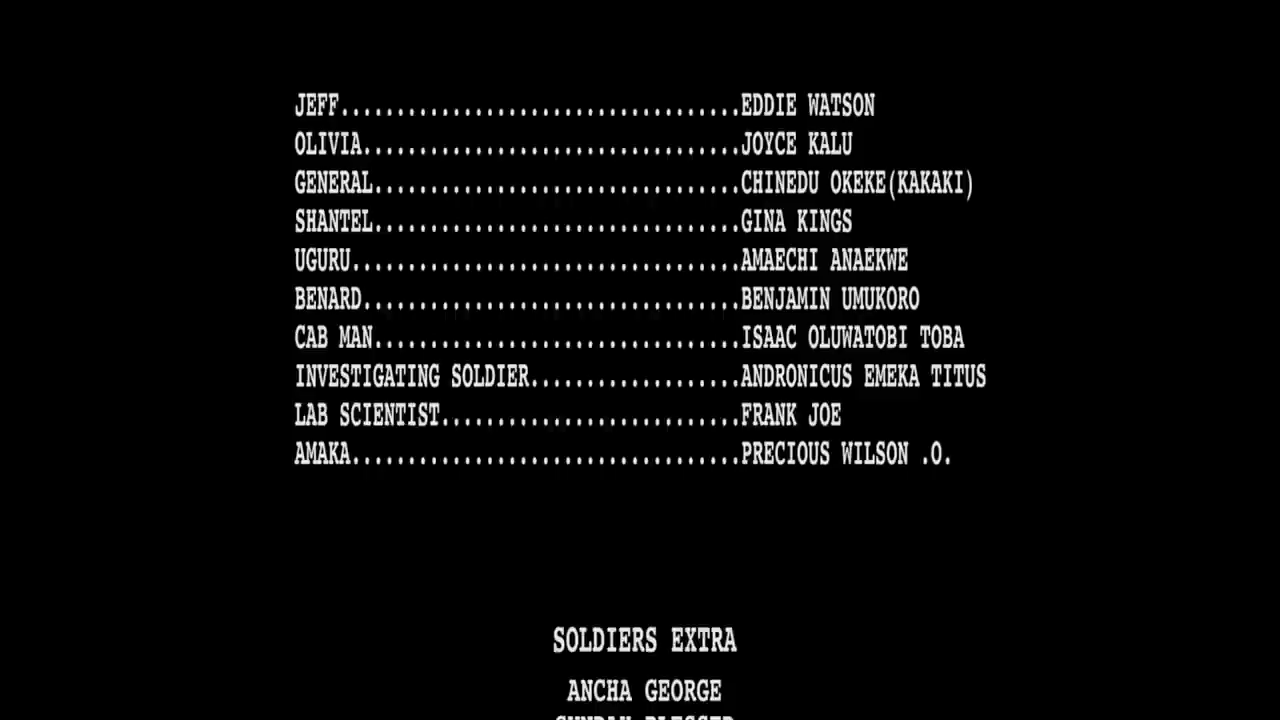 JEFF....................................EDDIE WATSON
OLIVIA..................................JOYCE KALU
GENERAL.................................CHINEDU OKEKE(KAKAKI)
SHANTEL.................................GINA KINGS
UGURU...................................AMAECHI ANAEKWE
BENARD..................................BENJAMIN UMUKORO
CAB MAN.................................ISAAC OLUWATOBI TOBA
INVESTIGATING SOLDIER...................ANDRONICUS EMEKA TITUS
LAB SCIENTIST...........................FRANK JOE
AMAKA...................................PRECIOUS WILSON .O.
SOLDIERS EXTRA
ANCHA GEORGE